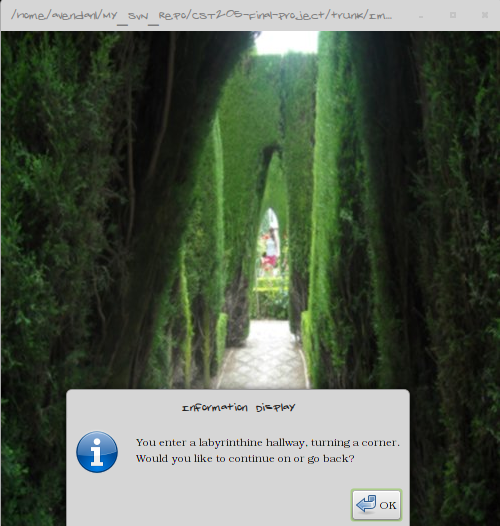 /home/avendanl/MY_SVN_Repo/CST205-Final-project/trunk/Im...
Information Display
You enter a labyrinthine hallway, turning a corner.
Would you like to continue on or go back?
OK